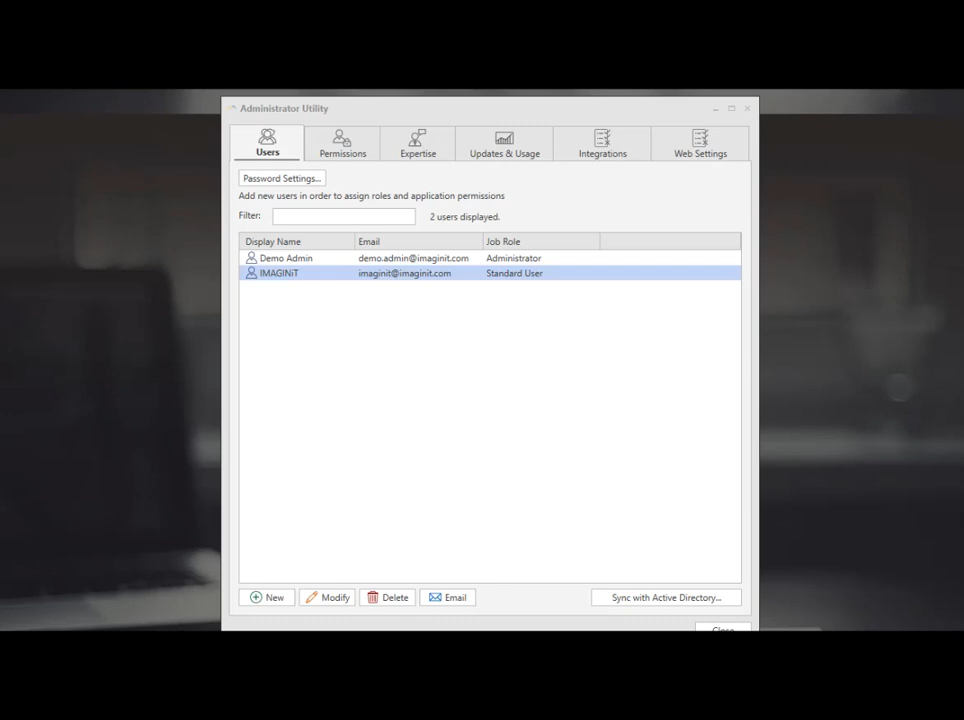 Administrator Utility
Users
Permissions
Expertise
Updates & Usage
Integrations
Web Settings
Password Settings...
Add new users in order to assign roles and application permissions
Filter:
2 users displayed.
Display Name Email Job Role
Demo Admin demo.admin@imaginit.com Administrator
IMAGINiT imaginit@imaginit.com Standard User
New Modify Delete Email Sync with Active Directory...
Close